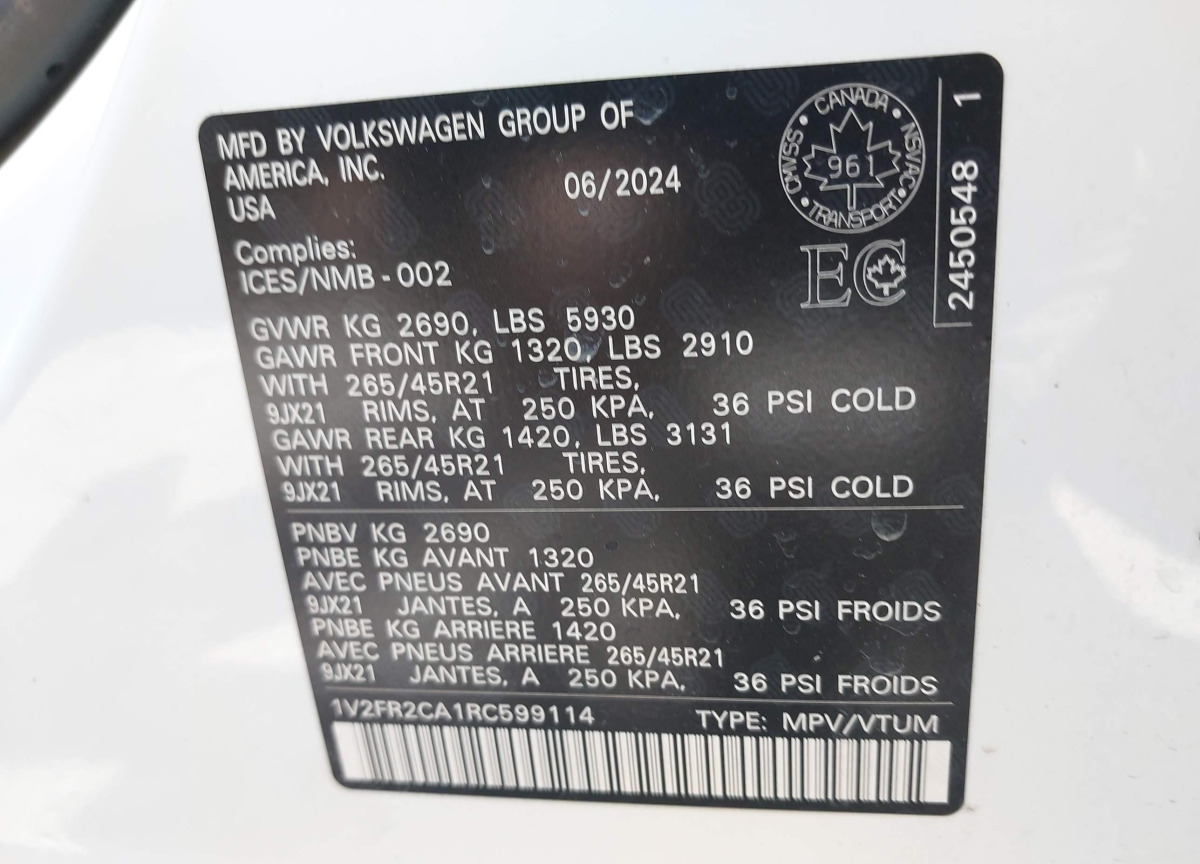 MFD BY VOLKSWAGEN GROUP OF
AMERICA, INC.
USA
06/2024
CANADA
CMVSS
961
NSVAC
TRANSPORT
EC
2450548 1
Complies:
ICES/NMB - 002
GVWR KG 2690, LBS 5930
GAWR FRONT KG 1320, LBS 2910
WITH 265/45R21 TIRES,
9JX21 RIMS, AT 250 KPA, 36 PSI COLD
GAWR REAR KG 1420, LBS 3131
WITH 265/45R21 TIRES,
9JX21 RIMS, AT 250 KPA, 36 PSI COLD
PNBV KG 2690
PNBE KG AVANT 1320
AVEC PNEUS AVANT 265/45R21
9JX21 JANTES, A 250 KPA, 36 PSI FROIDS
PNBE KG ARRIERE 1420
AVEC PNEUS ARRIERE 265/45R21
9JX21 JANTES, A 250 KPA, 36 PSI FROIDS
1V2FR2CA1RC599114 TYPE: MPV/VTUM